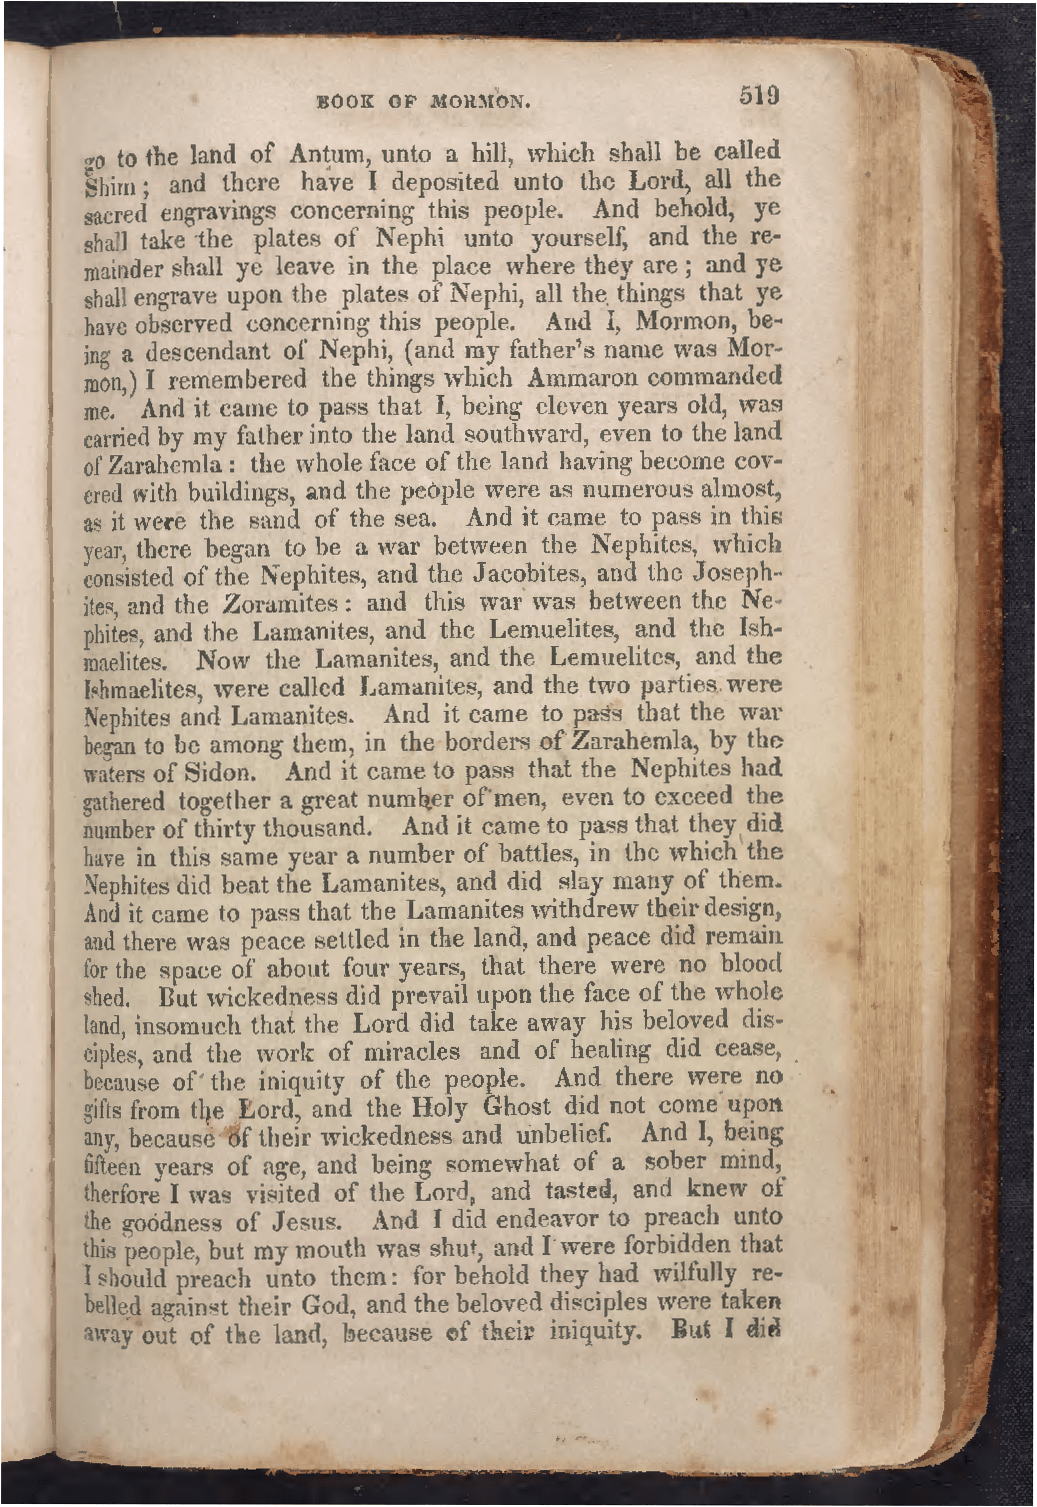 BOOK OF MORMON. 519
go to the land of Antum, unto a hill, which shall be called
Shim; and there have I deposited unto the Lord, all the
sacred engravings concerning this people. And behold, ye
shall take the plates of Nephi unto yourself, and the re-
mainder shall ye leave in the place where they are; and ye
shall engrave upon the plates of Nephi, all the things that ye
have observed concerning this people. And I, Mormon, be-
ing a descendant of Nephi, (and my father's name was Mor-
mon,) I remembered the things which Ammaron commanded
me. And it came to pass that I, being eleven years old, was
carried by my father into the land southward, even to the land
of Zarahemla: the whole face of the land having become cov-
ered with buildings, and the people were as numerous almost,
as it were the sand of the sea. And it came to pass in this
year, there began to be a war between the Nephites, which
consisted of the Nephites, and the Jacobites, and the Joseph-
ites, and the Zoramites: and this war was between the Ne-
phites, and the Lamanites, and the Lemuelites, and the Ish-
maelites. Now the Lamanites, and the Lemuelites, and the
Ishmaelites, were called Lamanites, and the two parties were
Nephites and Lamanites. And it came to pass that the war
began to be among them, in the borders of Zarahemla, by the
waters of Sidon. And it came to pass that the Nephites had
gathered together a great number of men, even to exceed the
number of thirty thousand. And it came to pass that they did
have in this same year a number of battles, in the which the
Nephites did beat the Lamanites, and did slay many of them.
And it came to pass that the Lamanites withdrew their design,
and there was peace settled in the land, and peace did remain
for the space of about four years, that there were no blood
shed. But wickedness did prevail upon the face of the whole
land, insomuch that the Lord did take away his beloved dis-
ciples, and the work of miracles and of healing did cease,
because of the iniquity of the people. And there were no
gifts from the Lord, and the Holy Ghost did not come upon
any, because of their wickedness and unbelief. And I, being
fifteen years of age, and being somewhat of a sober mind,
therfore I was visited of the Lord, and tasted, and knew of
the goodness of Jesus. And I did endeavor to preach unto
this people, but my mouth was shut, and I were forbidden that
I should preach unto them: for behold they had wilfully re-
belled against their God, and the beloved disciples were taken
away out of the land, because of their iniquity. But I did